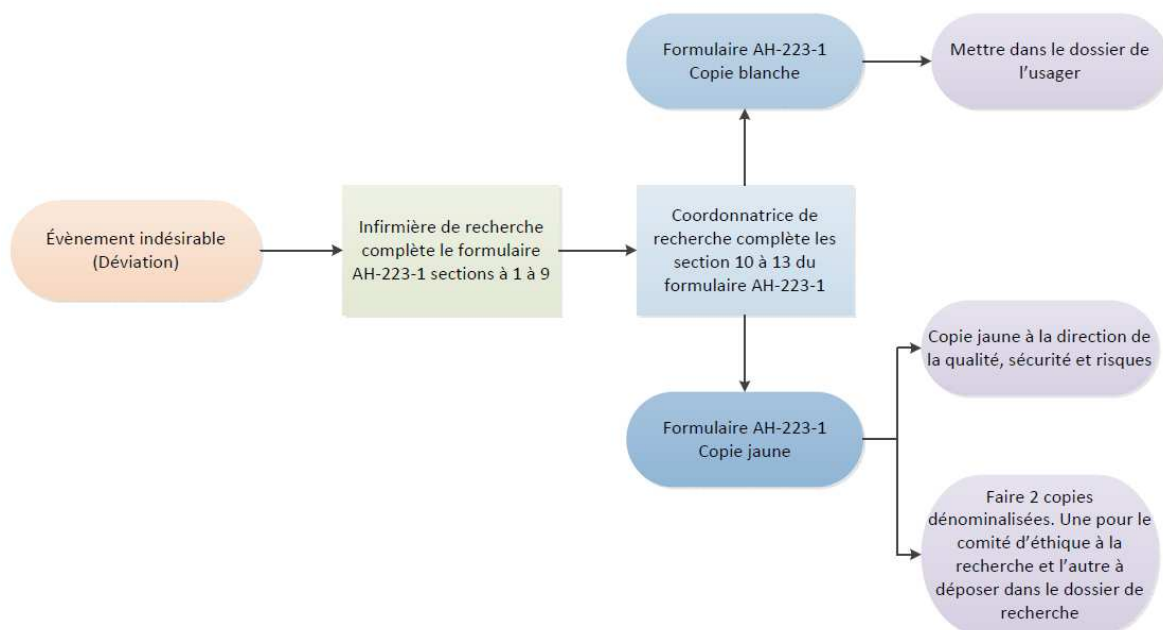 Formulaire AH-223-1
Copie blanche
Mettre dans le dossier de
l'usager
Évènement indésirable
(Déviation)
Infirmière de recherche
complète le formulaire
AH-223-1 sections à 1 à 9
Coordonnatrice de
recherche complète les
section 10 à 13 du
formulaire AH-223-1
Formulaire AH-223-1
Copie jaune
Copie jaune à la direction de
la qualité, sécurité et risques
Faire 2 copies
dénominalisées. Une pour le
comité d'éthique à la
recherche et l'autre à
déposer dans le dossier de
recherche